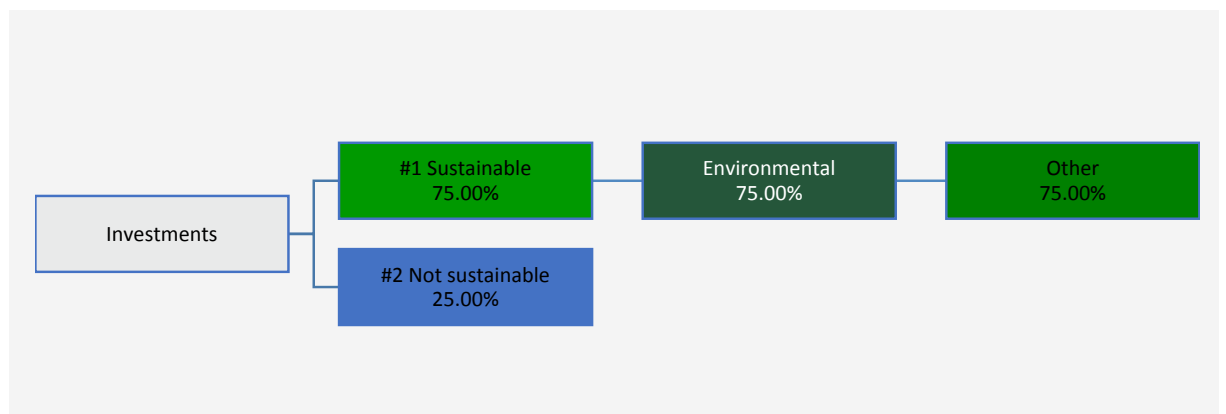 Investments
#1 Sustainable
75.00%
#2 Not sustainable
25.00%
Environmental
75.00%
Other
75.00%